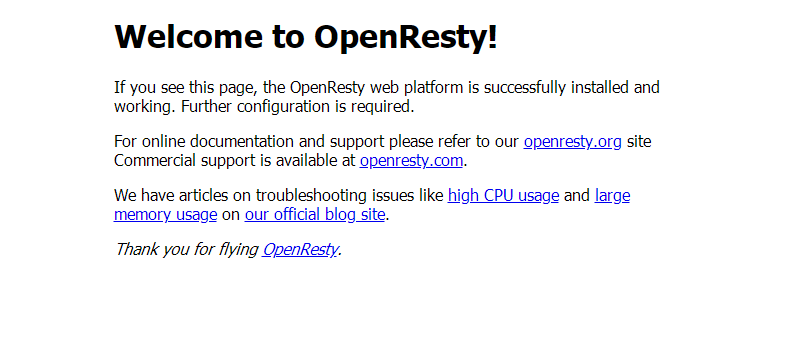 Welcome to OpenResty!
If you see this page, the OpenResty web platform is successfully installed and
working. Further configuration is required.
For online documentation and support please refer to our openresty.org site
Commercial support is available at openresty.com.
We have articles on troubleshooting issues like high CPU usage and large
memory usage on our official blog site.
Thank you for flying OpenResty.